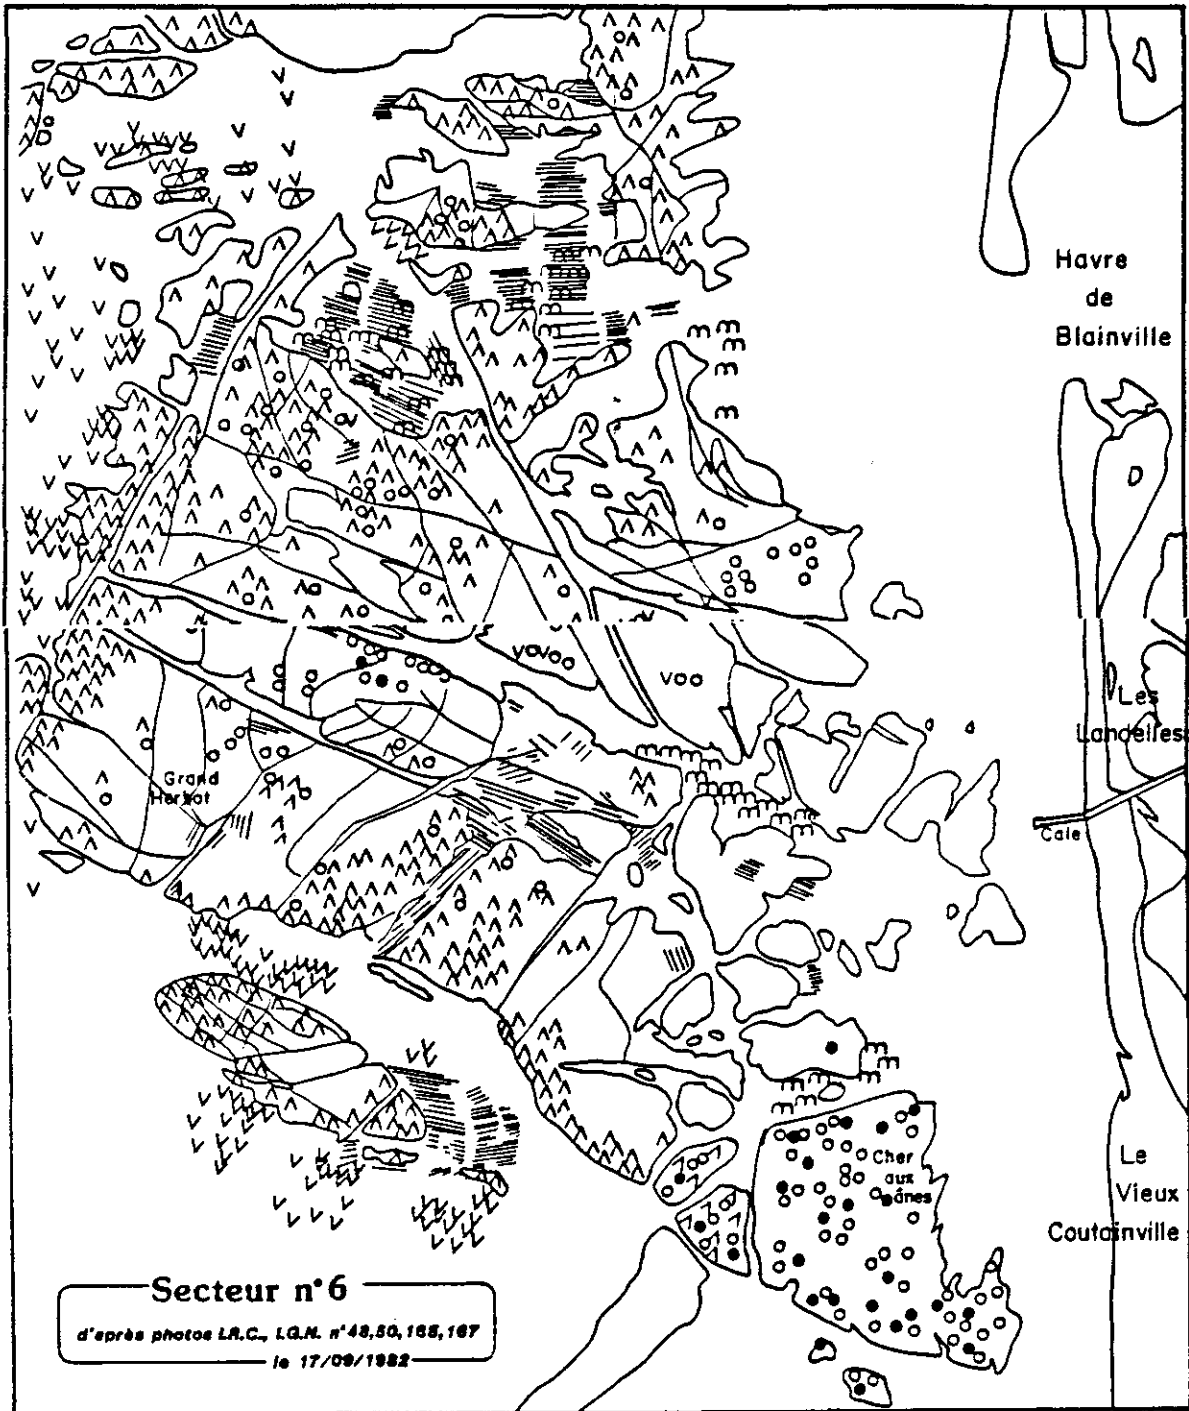 Havre
de
Blainville
Les
Landelles
Grand
Herbot
Cale
Cher
aux
ânes
Le
Vieux
Coutainville
Secteur n°6
d'après photos I.R.C., I.G.N. n°48,50,165,167
le 17/09/1982